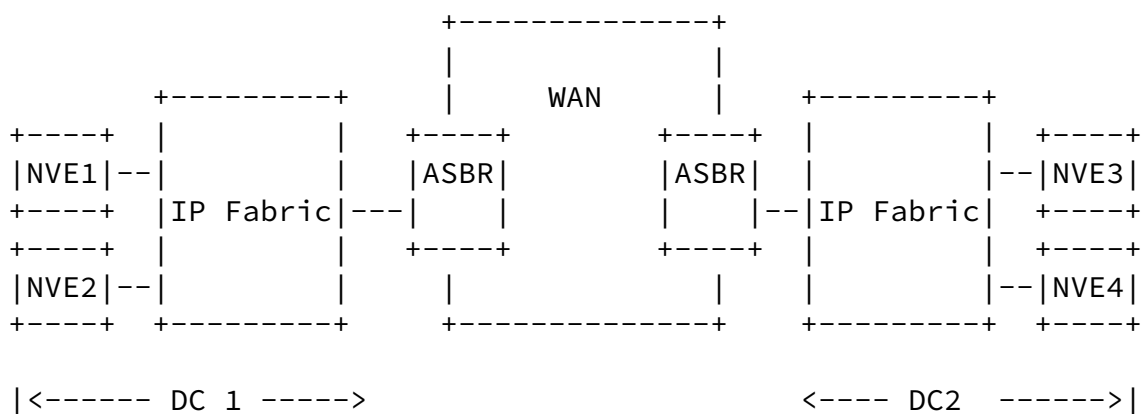 WAN
NVE1 ASBR ASBR NVE3
IP Fabric IP Fabric
NVE2 NVE4
|<------ DC 1 -----> <---- DC2 ------>|